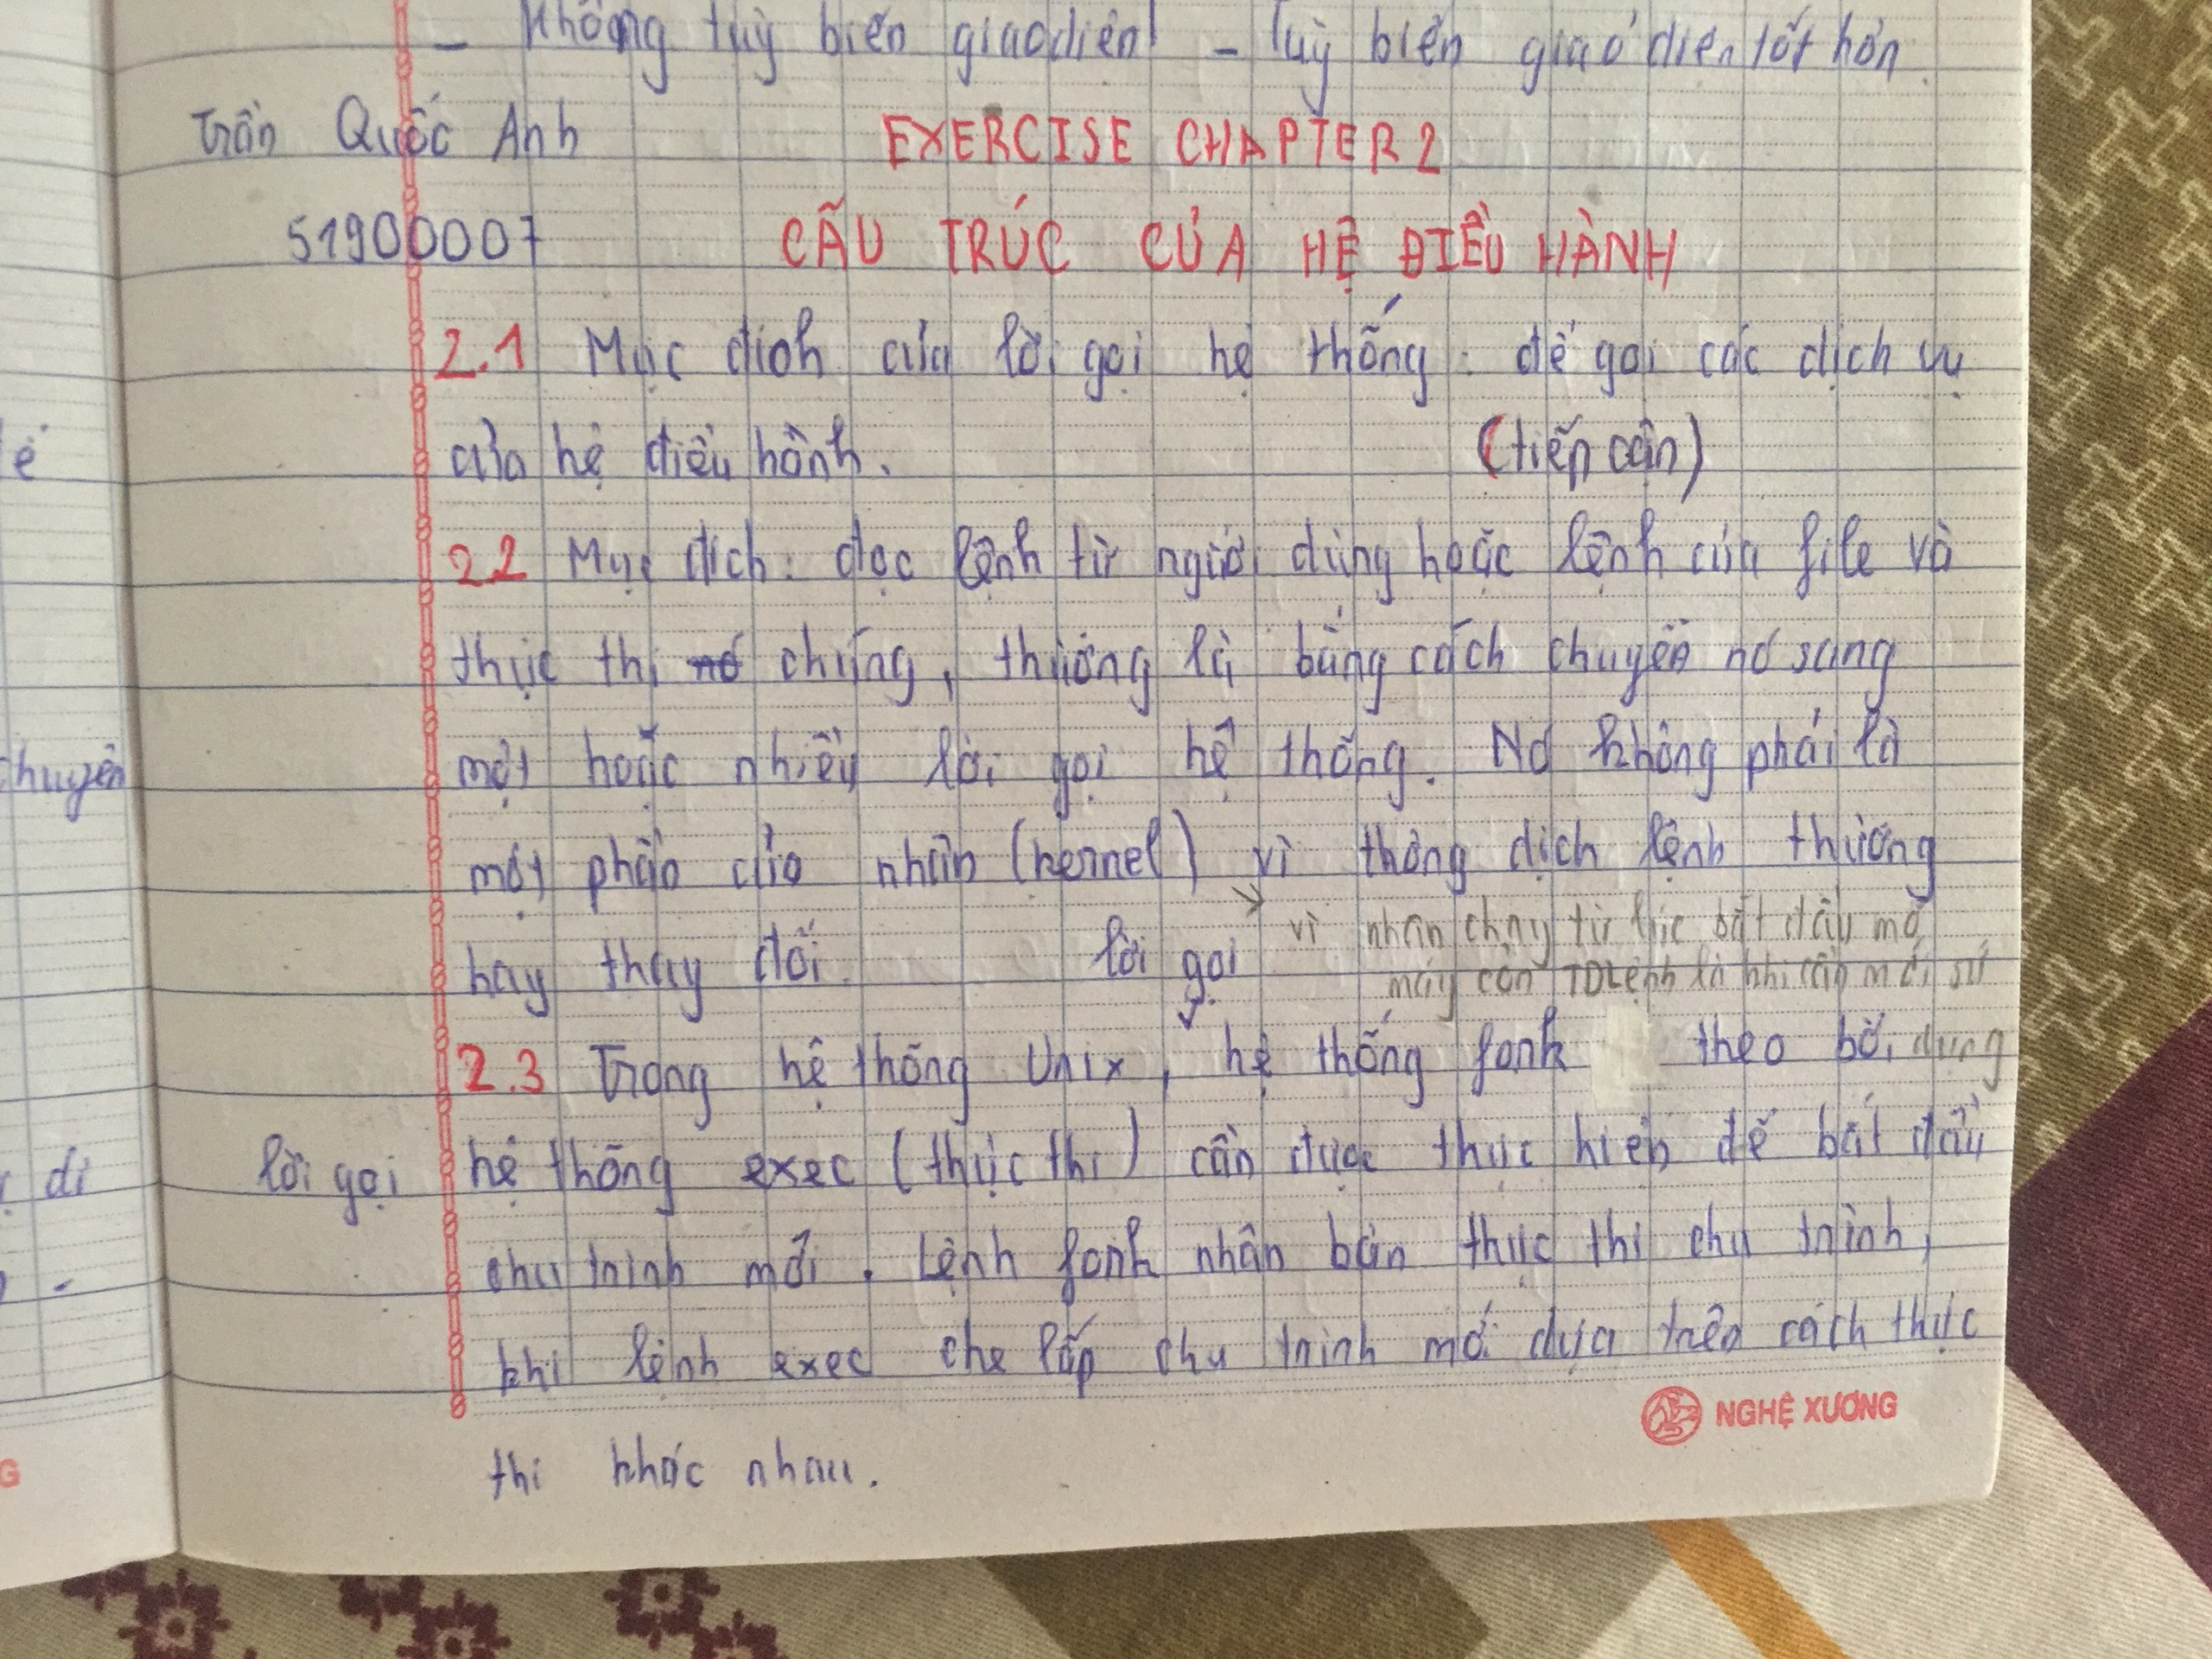 - Không tuỳ biến giao diện - Tuỳ biến giao diện tốt hơn.
Trần Quốc Anh EXERCISE CHAPTER 2
51900007 CẤU TRÚC CỦA HỆ ĐIỀU HÀNH
2.1 Mục đích của lời gọi hệ thống: để gọi các dịch vụ
của hệ điều hành. (tiếp cận)
2.2 Mục đích: đọc lệnh từ người dùng hoặc lệnh của file và
thực thi nó chúng, thường là bằng cách chuyển nó sang
một hoặc nhiều lời gọi hệ thống. Nó không phải là
một phần của nhân (kernel) vì thông dịch lệnh thường
hay thay đổi. lời gọi vì nhân chạy từ lúc bắt đầu mở
máy còn TDLệnh là khi cần mới sử
2.3 Trong hệ thống Unix, hệ thống fork theo bởi dụng
lời gọi hệ thống exec (thực thi) cần được thực hiện để bắt đầu
chu trình mới. Lệnh fork nhân bản thực thi chu trình,
khi lệnh exec che lấp chu trình mới dựa trên cách thực
thi khác nhau.
NGHỆ XƯƠNG
ể
chuyển
di
G